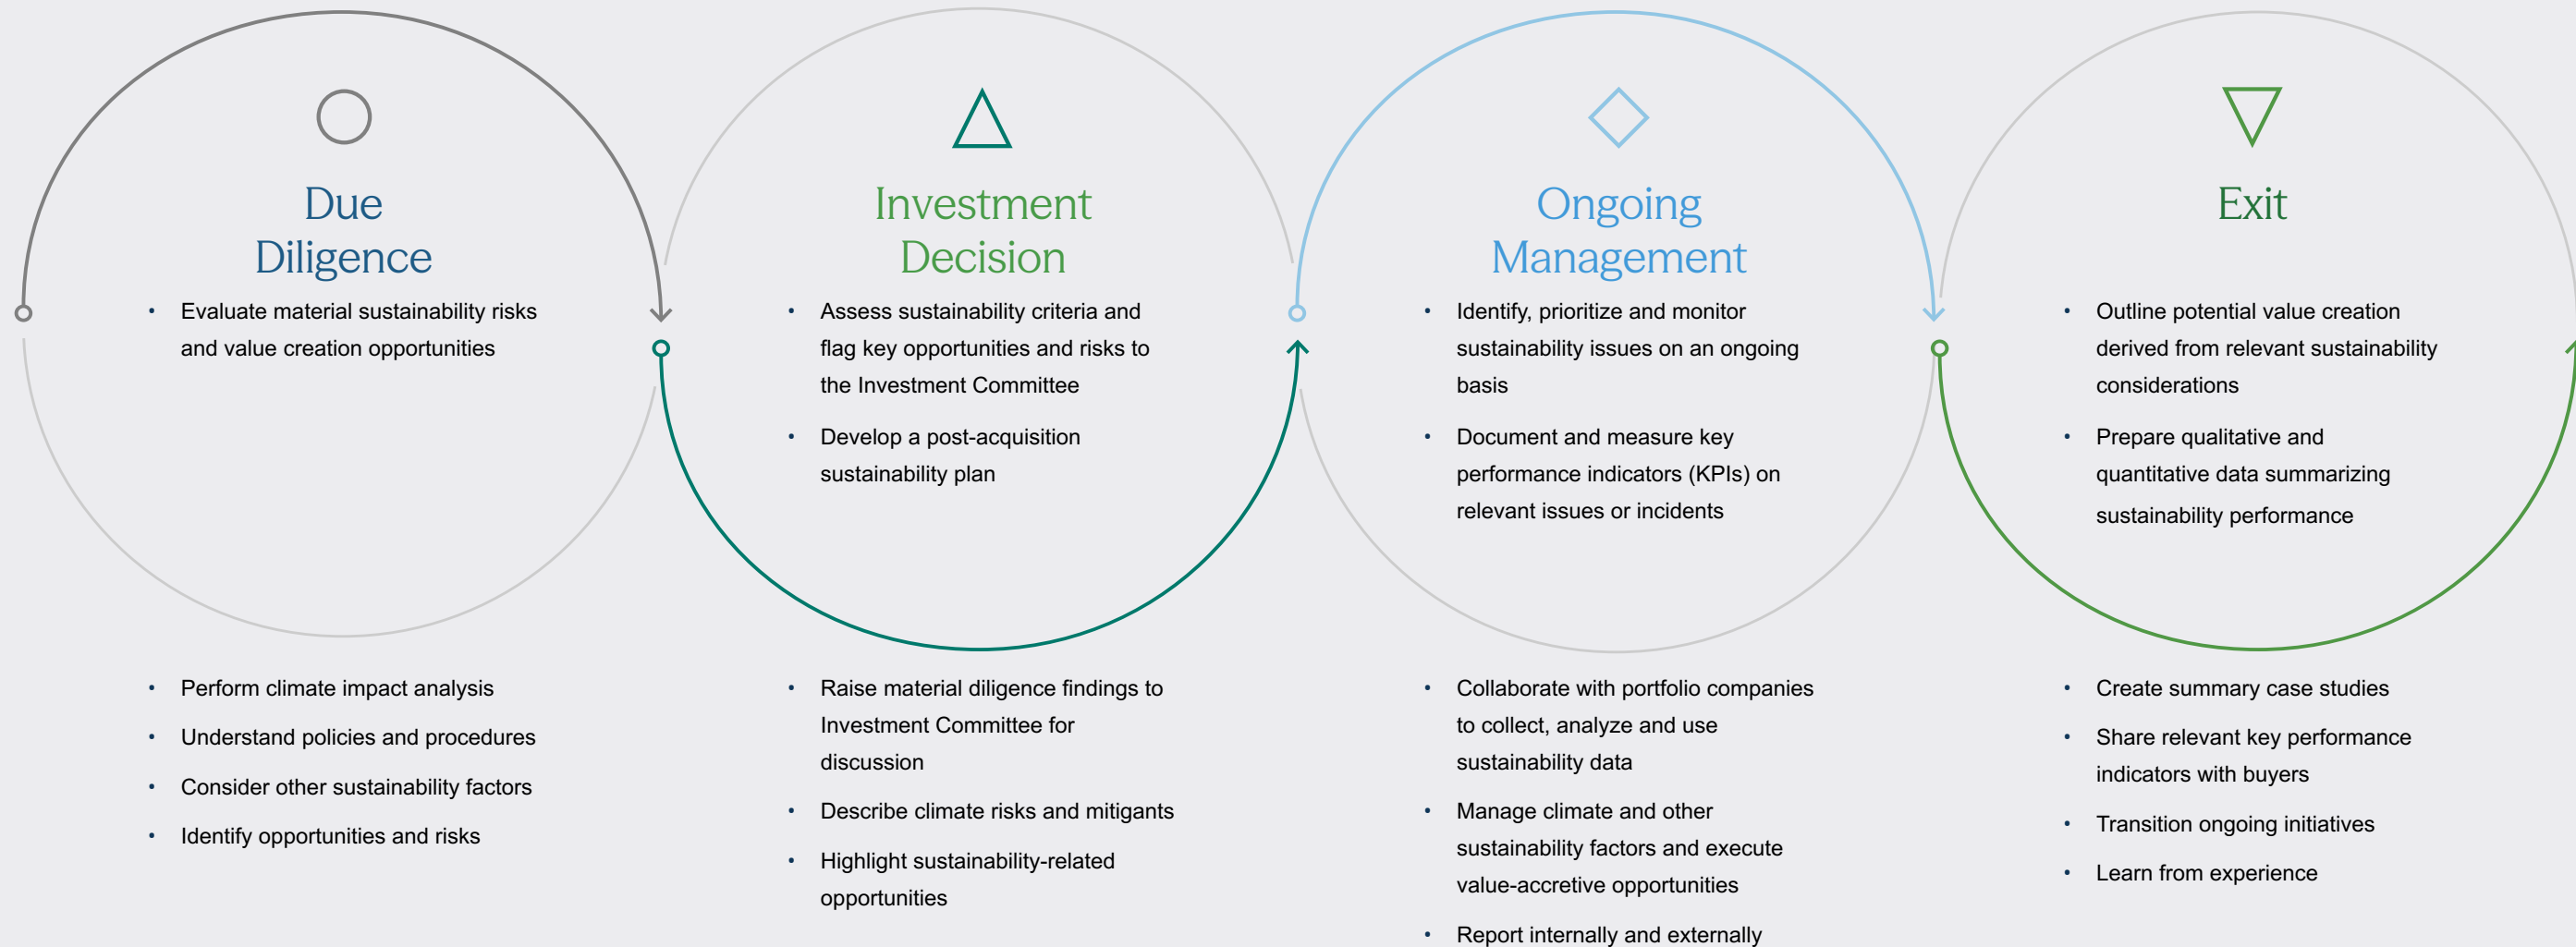 Due
Diligence
• Evaluate material sustainability risks
and value creation opportunities
• Perform climate impact analysis
• Understand policies and procedures
• Consider other sustainability factors
• Identify opportunities and risks
Investment
Decision
• Assess sustainability criteria and
flag key opportunities and risks to
the Investment Committee
• Develop a post-acquisition
sustainability plan
• Raise material diligence findings to
Investment Committee for
discussion
• Describe climate risks and mitigants
• Highlight sustainability-related
opportunities
Ongoing
Management
• Identify, prioritize and monitor
sustainability issues on an ongoing
basis
• Document and measure key
performance indicators (KPIs) on
relevant issues or incidents
• Collaborate with portfolio companies
to collect, analyze and use
sustainability data
• Manage climate and other
sustainability factors and execute
value-accretive opportunities
• Report internally and externally
Exit
• Outline potential value creation
derived from relevant sustainability
considerations
• Prepare qualitative and
quantitative data summarizing
sustainability performance
• Create summary case studies
• Share relevant key performance
indicators with buyers
• Transition ongoing initiatives
• Learn from experience